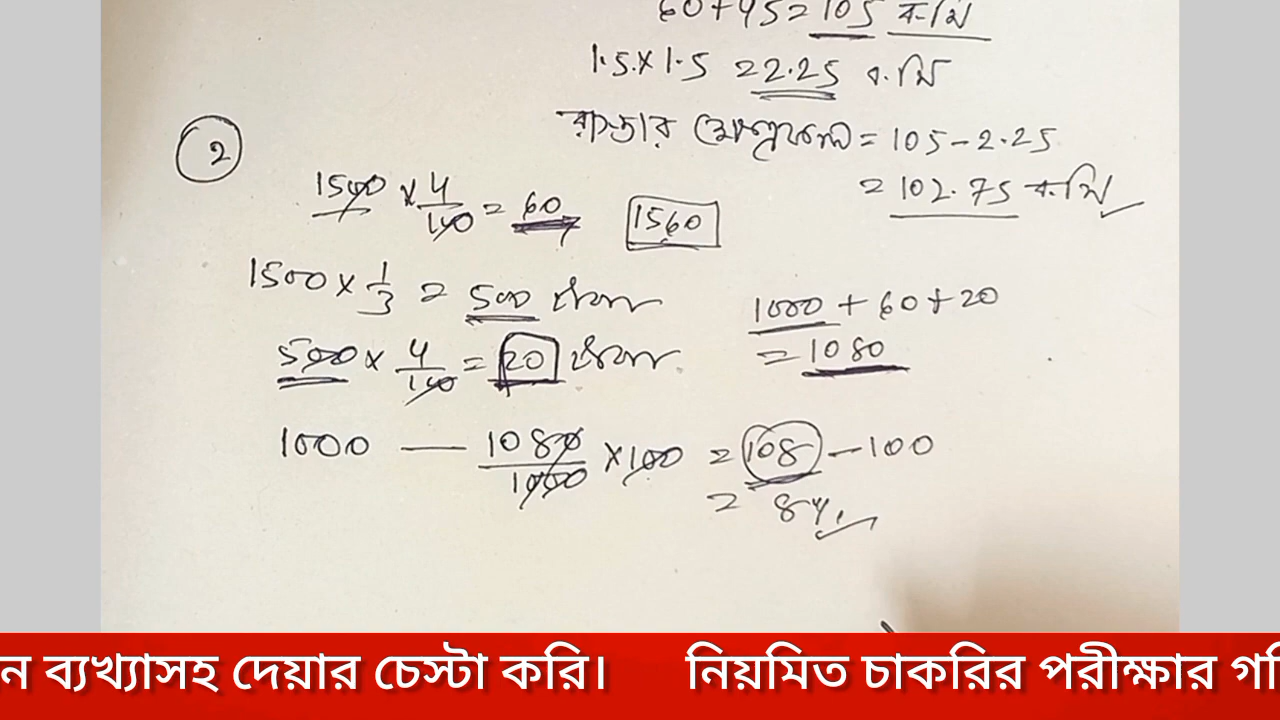 60+45=105 ব.মি
1.5×1.5 =2.25 ব.মি
রাস্তার ক্ষেত্রফল = 105-2.25
= 102.75 ব.মি
2
1500 × 4/100 = 60 1560
1500 × 1/3 = 500 টাকার
500 × 4/100 = 20 টাকার
1000 + 60 + 20
= 1080
1000 — 1080/1000 × 100 = 108 - 100
= 8%
ন ব্যখ্যাসহ দেয়ার চেস্টা করি। নিয়মিত চাকরির পরীক্ষার গ